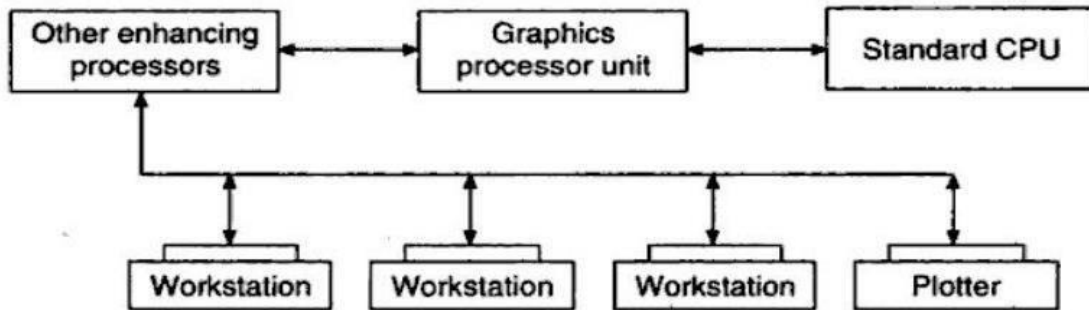 Other enhancing
processors
Graphics
processor unit
Standard CPU
Workstation
Workstation
Workstation
Plotter